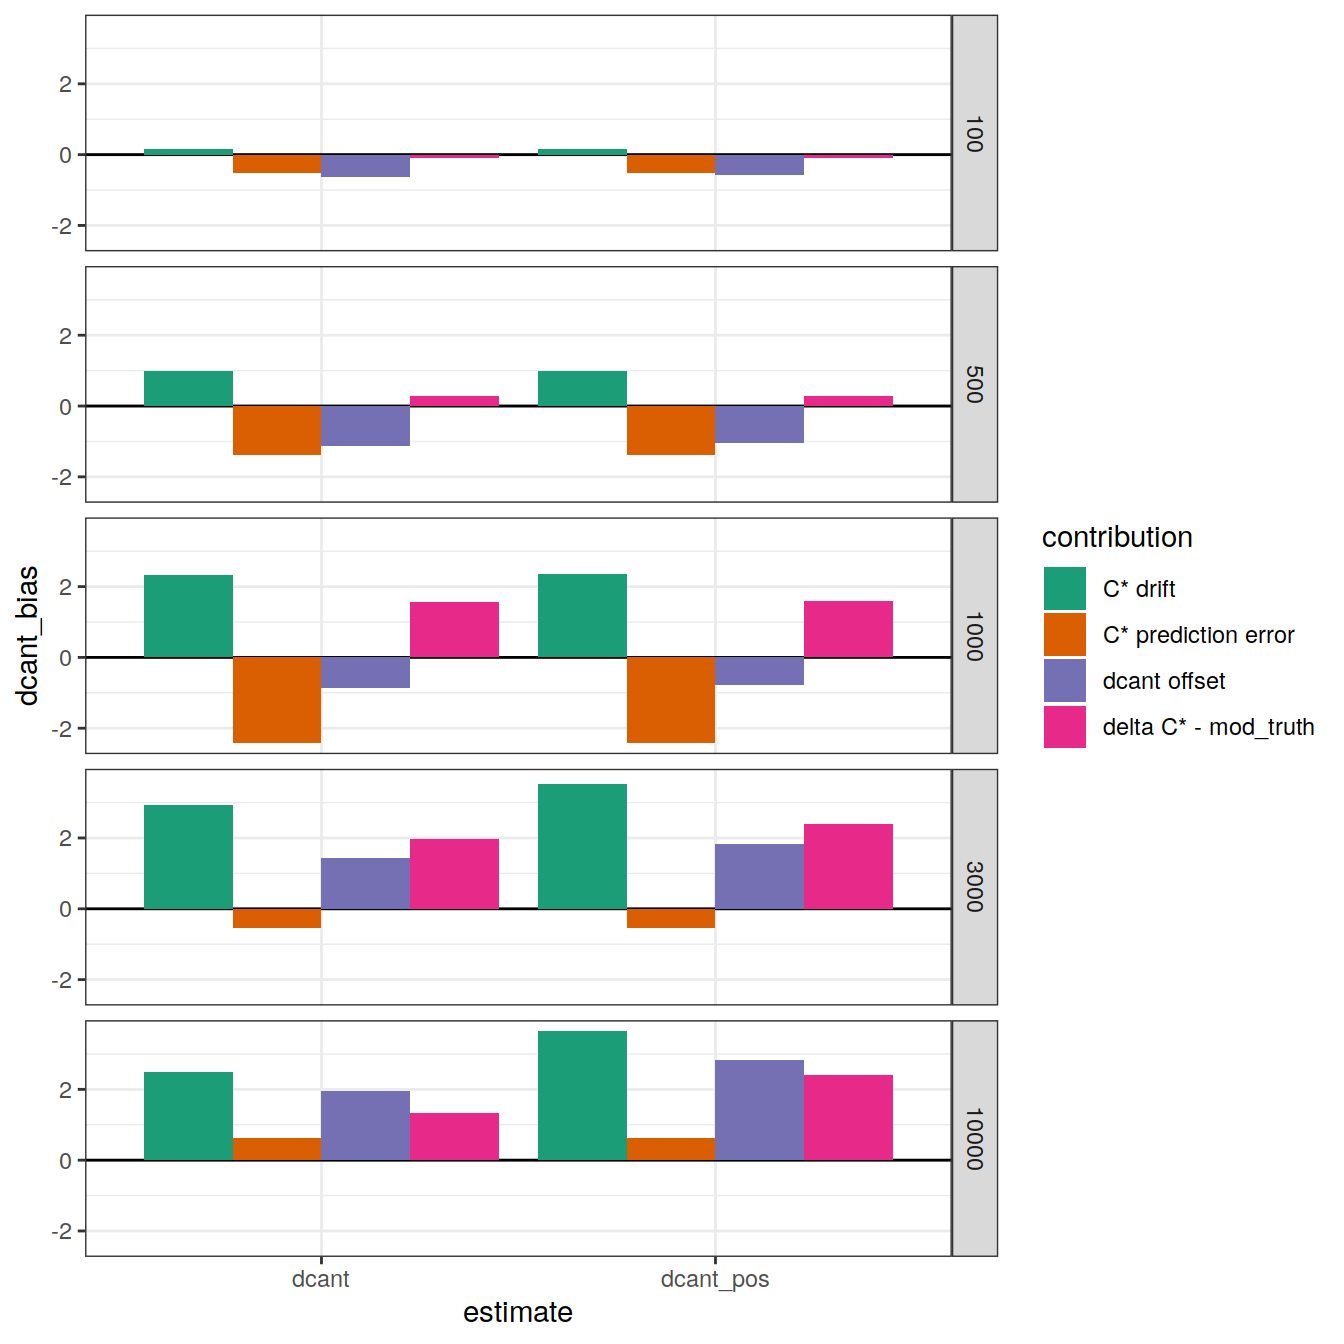 2
0
-2
100
2
0
-2
500
2
0
-2
1000
2
0
-2
3000
2
0
-2
10000
dcant_bias
dcant
dcant_pos
estimate
contribution
C* drift
C* prediction error
dcant offset
delta C* - mod_truth